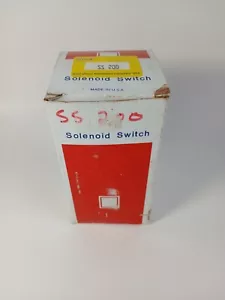 SS 200
Solenoid Switch
MADE IN U.S.A.
SS 200
Solenoid Switch